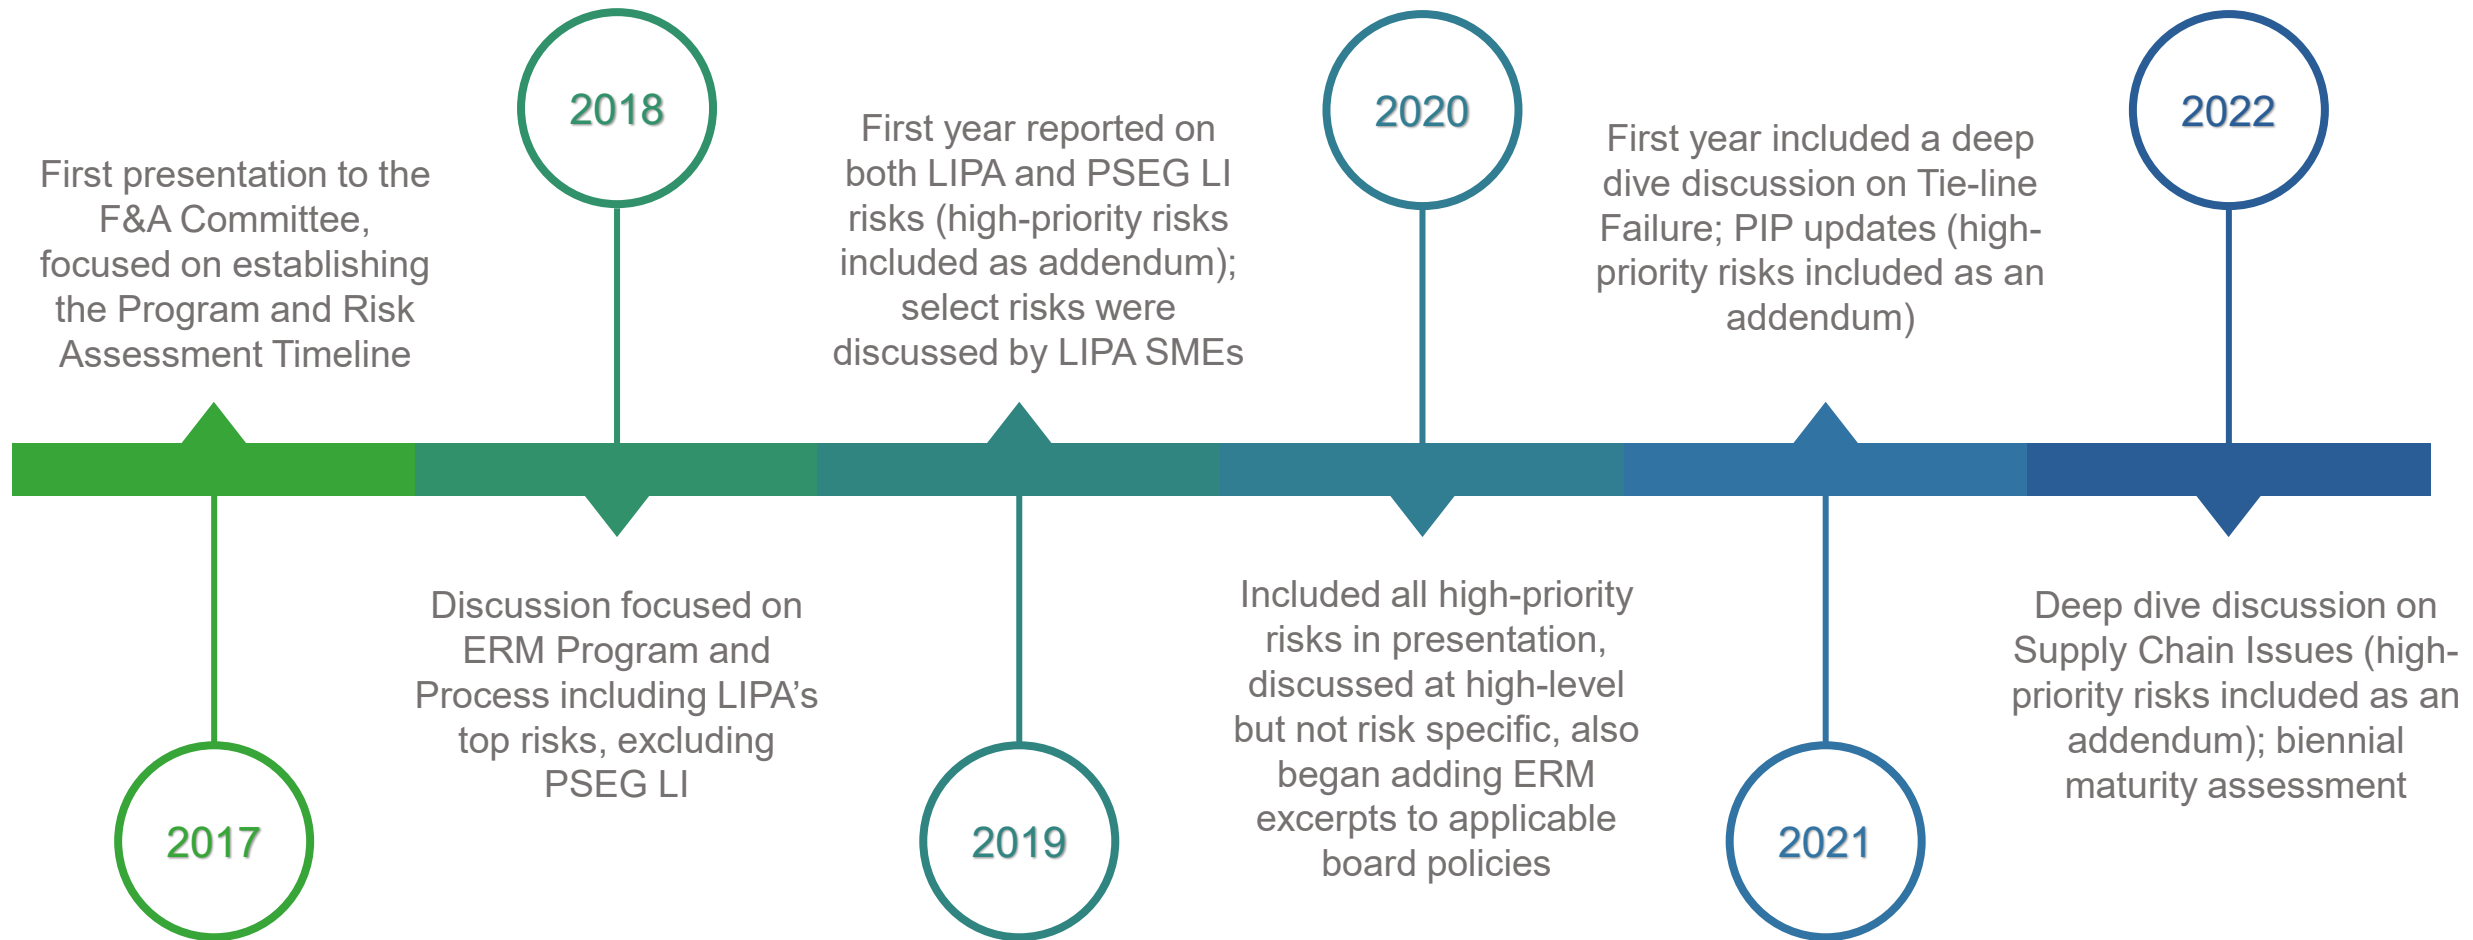 First presentation to the
F&A Committee,
focused on establishing
the Program and Risk
Assessment Timeline
2017
2018
Discussion focused on
ERM Program and
Process including LIPA’s
top risks, excluding
PSEG LI
First year reported on
both LIPA and PSEG LI
risks (high-priority risks
included as addendum);
select risks were
discussed by LIPA SMEs
2019
2020
Included all high-priority
risks in presentation,
discussed at high-level
but not risk specific, also
began adding ERM
excerpts to applicable
board policies
First year included a deep
dive discussion on Tie-line
Failure; PIP updates (high-
priority risks included as an
addendum)
2021
2022
Deep dive discussion on
Supply Chain Issues (high-
priority risks included as an
addendum); biennial
maturity assessment